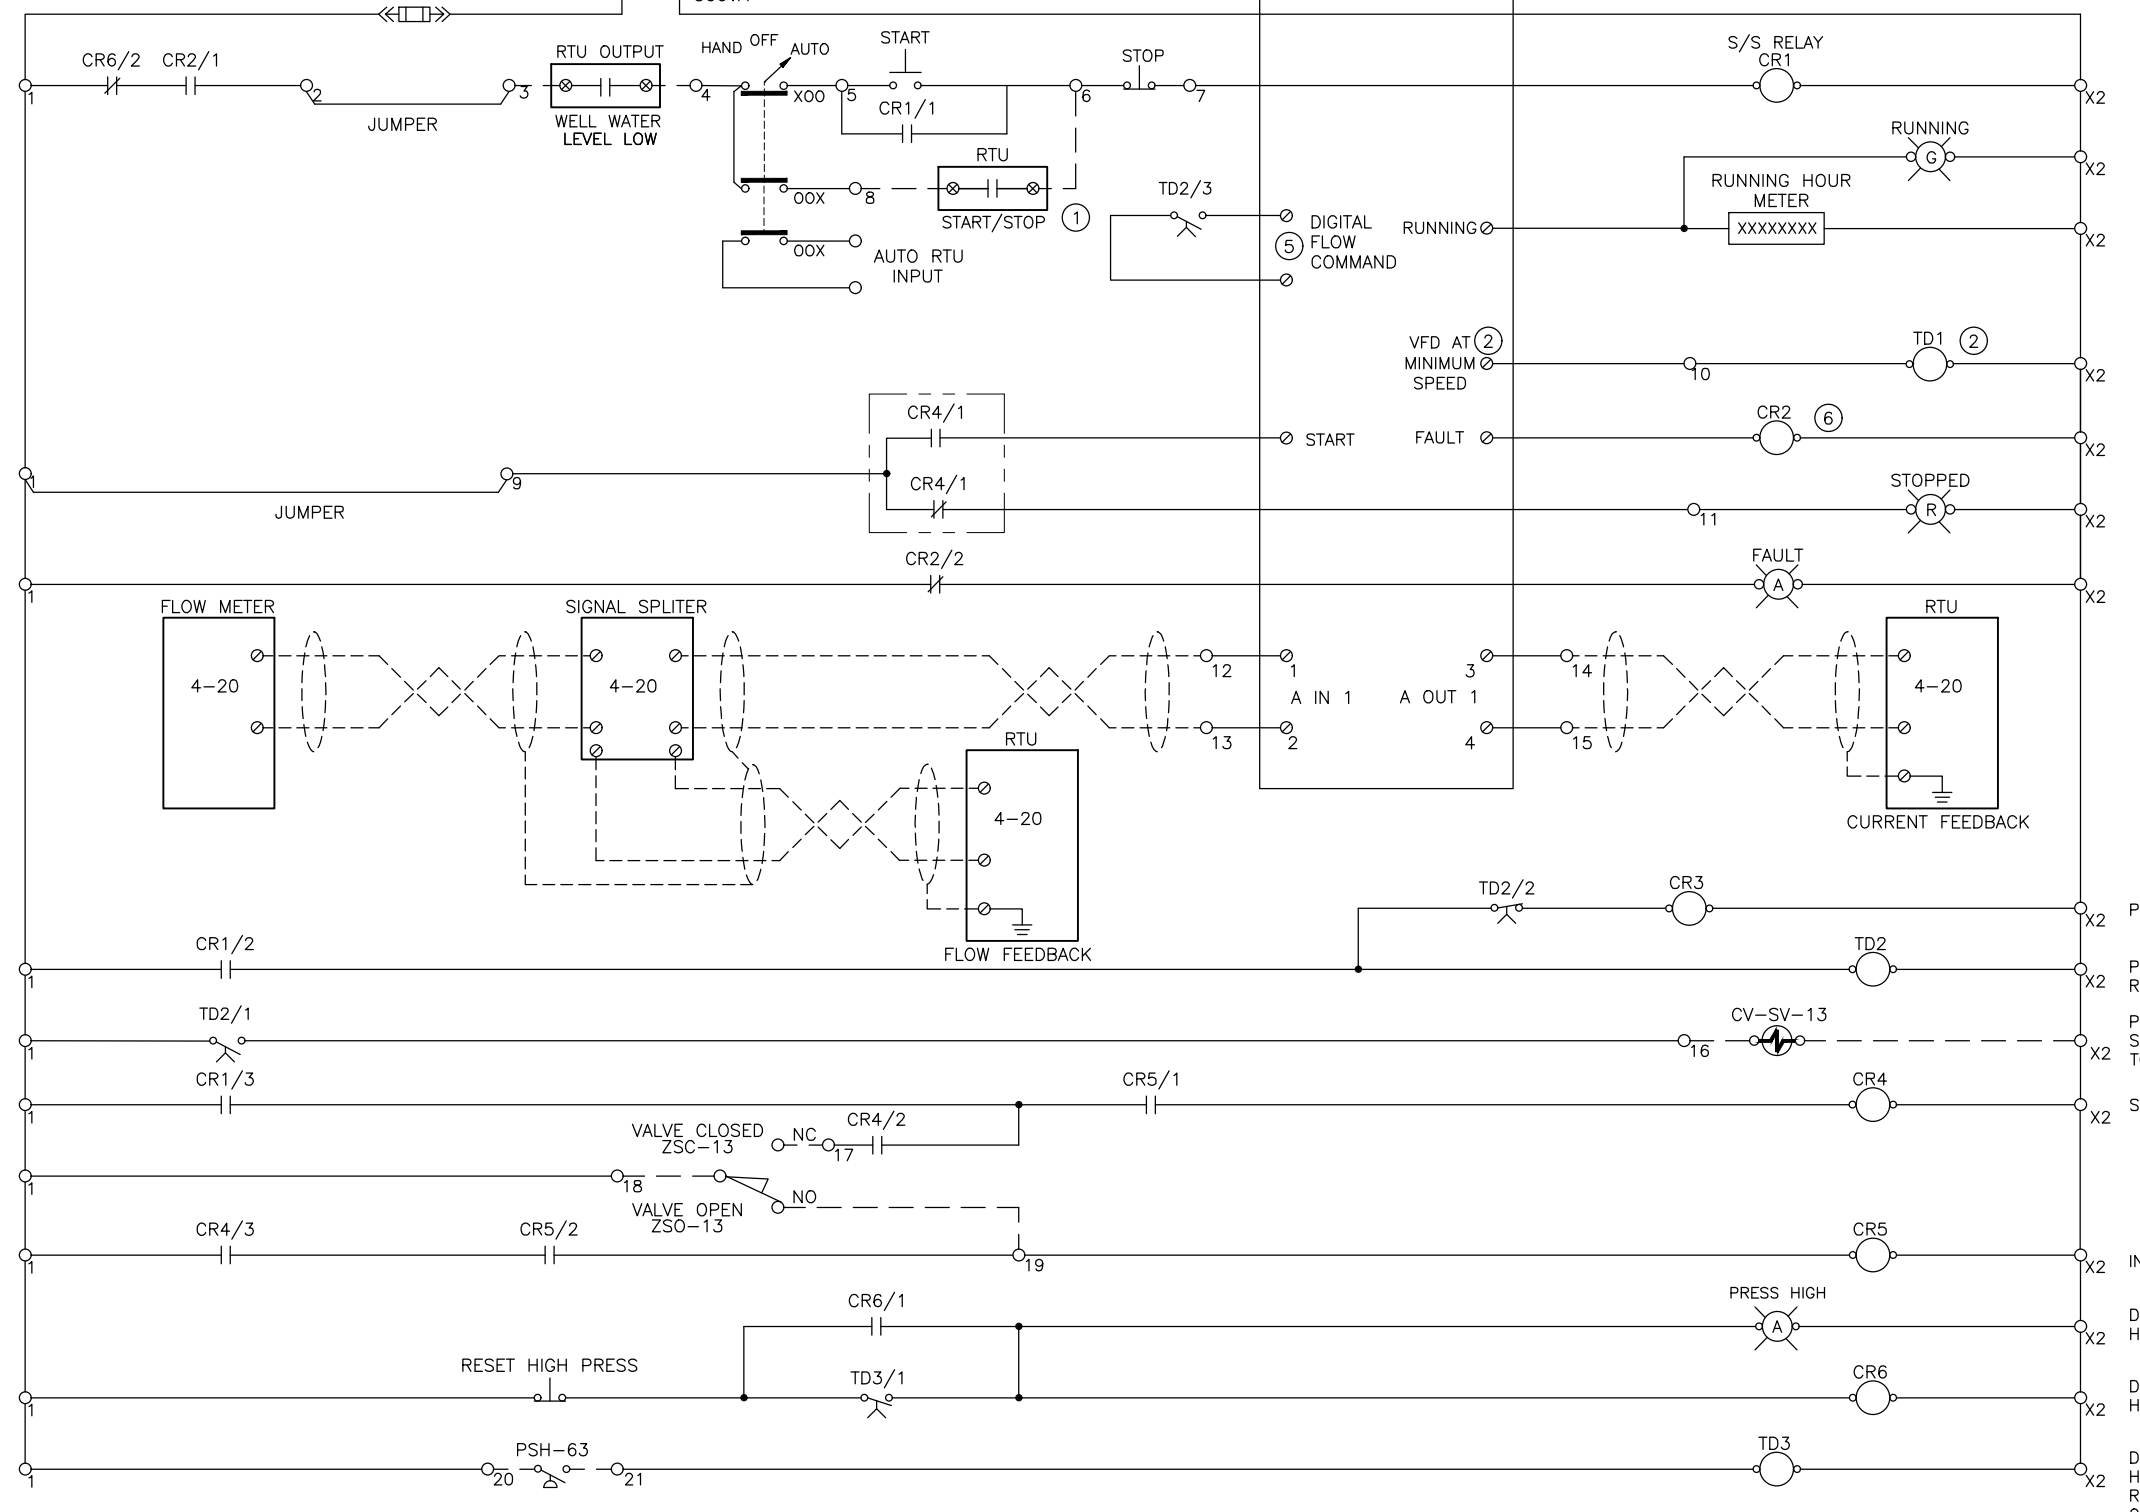 CR6/2 CR2/1
RTU OUTPUT
HAND OFF AUTO
START
STOP
S/S RELAY
CR1
1
2
3
4
XOO
5
6
7
X2
JUMPER
WELL WATER
LEVEL LOW
CR1/1
RUNNING
G
X2
RTU
OOX
8
START/STOP
1
TD2/3
RUNNING HOUR
METER
XXXXXXXX
X2
DIGITAL
FLOW
COMMAND
5
RUNNING
OOX
AUTO RTU
INPUT
VFD AT
MINIMUM
SPEED
2
10
TD1
2
X2
CR4/1
START
FAULT
CR2
6
X2
1
9
JUMPER
CR4/1
11
STOPPED
R
X2
CR2/2
1
FAULT
A
X2
FLOW METER
4-20
SIGNAL SPLITER
4-20
12
1
13
2
A IN 1
A OUT 1
3
14
4
15
RTU
4-20
CURRENT FEEDBACK
RTU
4-20
FLOW FEEDBACK
TD2/2
CR3
X2
P
CR1/2
1
TD2
X2
P
R
TD2/1
1
16
CV-SV-13
X2
P
S
CR1/3
1
CR5/1
CR4
X2
S
VALVE CLOSED
ZSC-13
NC
17
CR4/2
1
18
VALVE OPEN
ZSO-13
NO
CR4/3
1
CR5/2
19
CR5
X2
IN
CR6/1
PRESS HIGH
A
X2
D
H
RESET HIGH PRESS
1
TD3/1
CR6
X2
D
H
PSH-63
1
20
21
TD3
X2
D
H
R